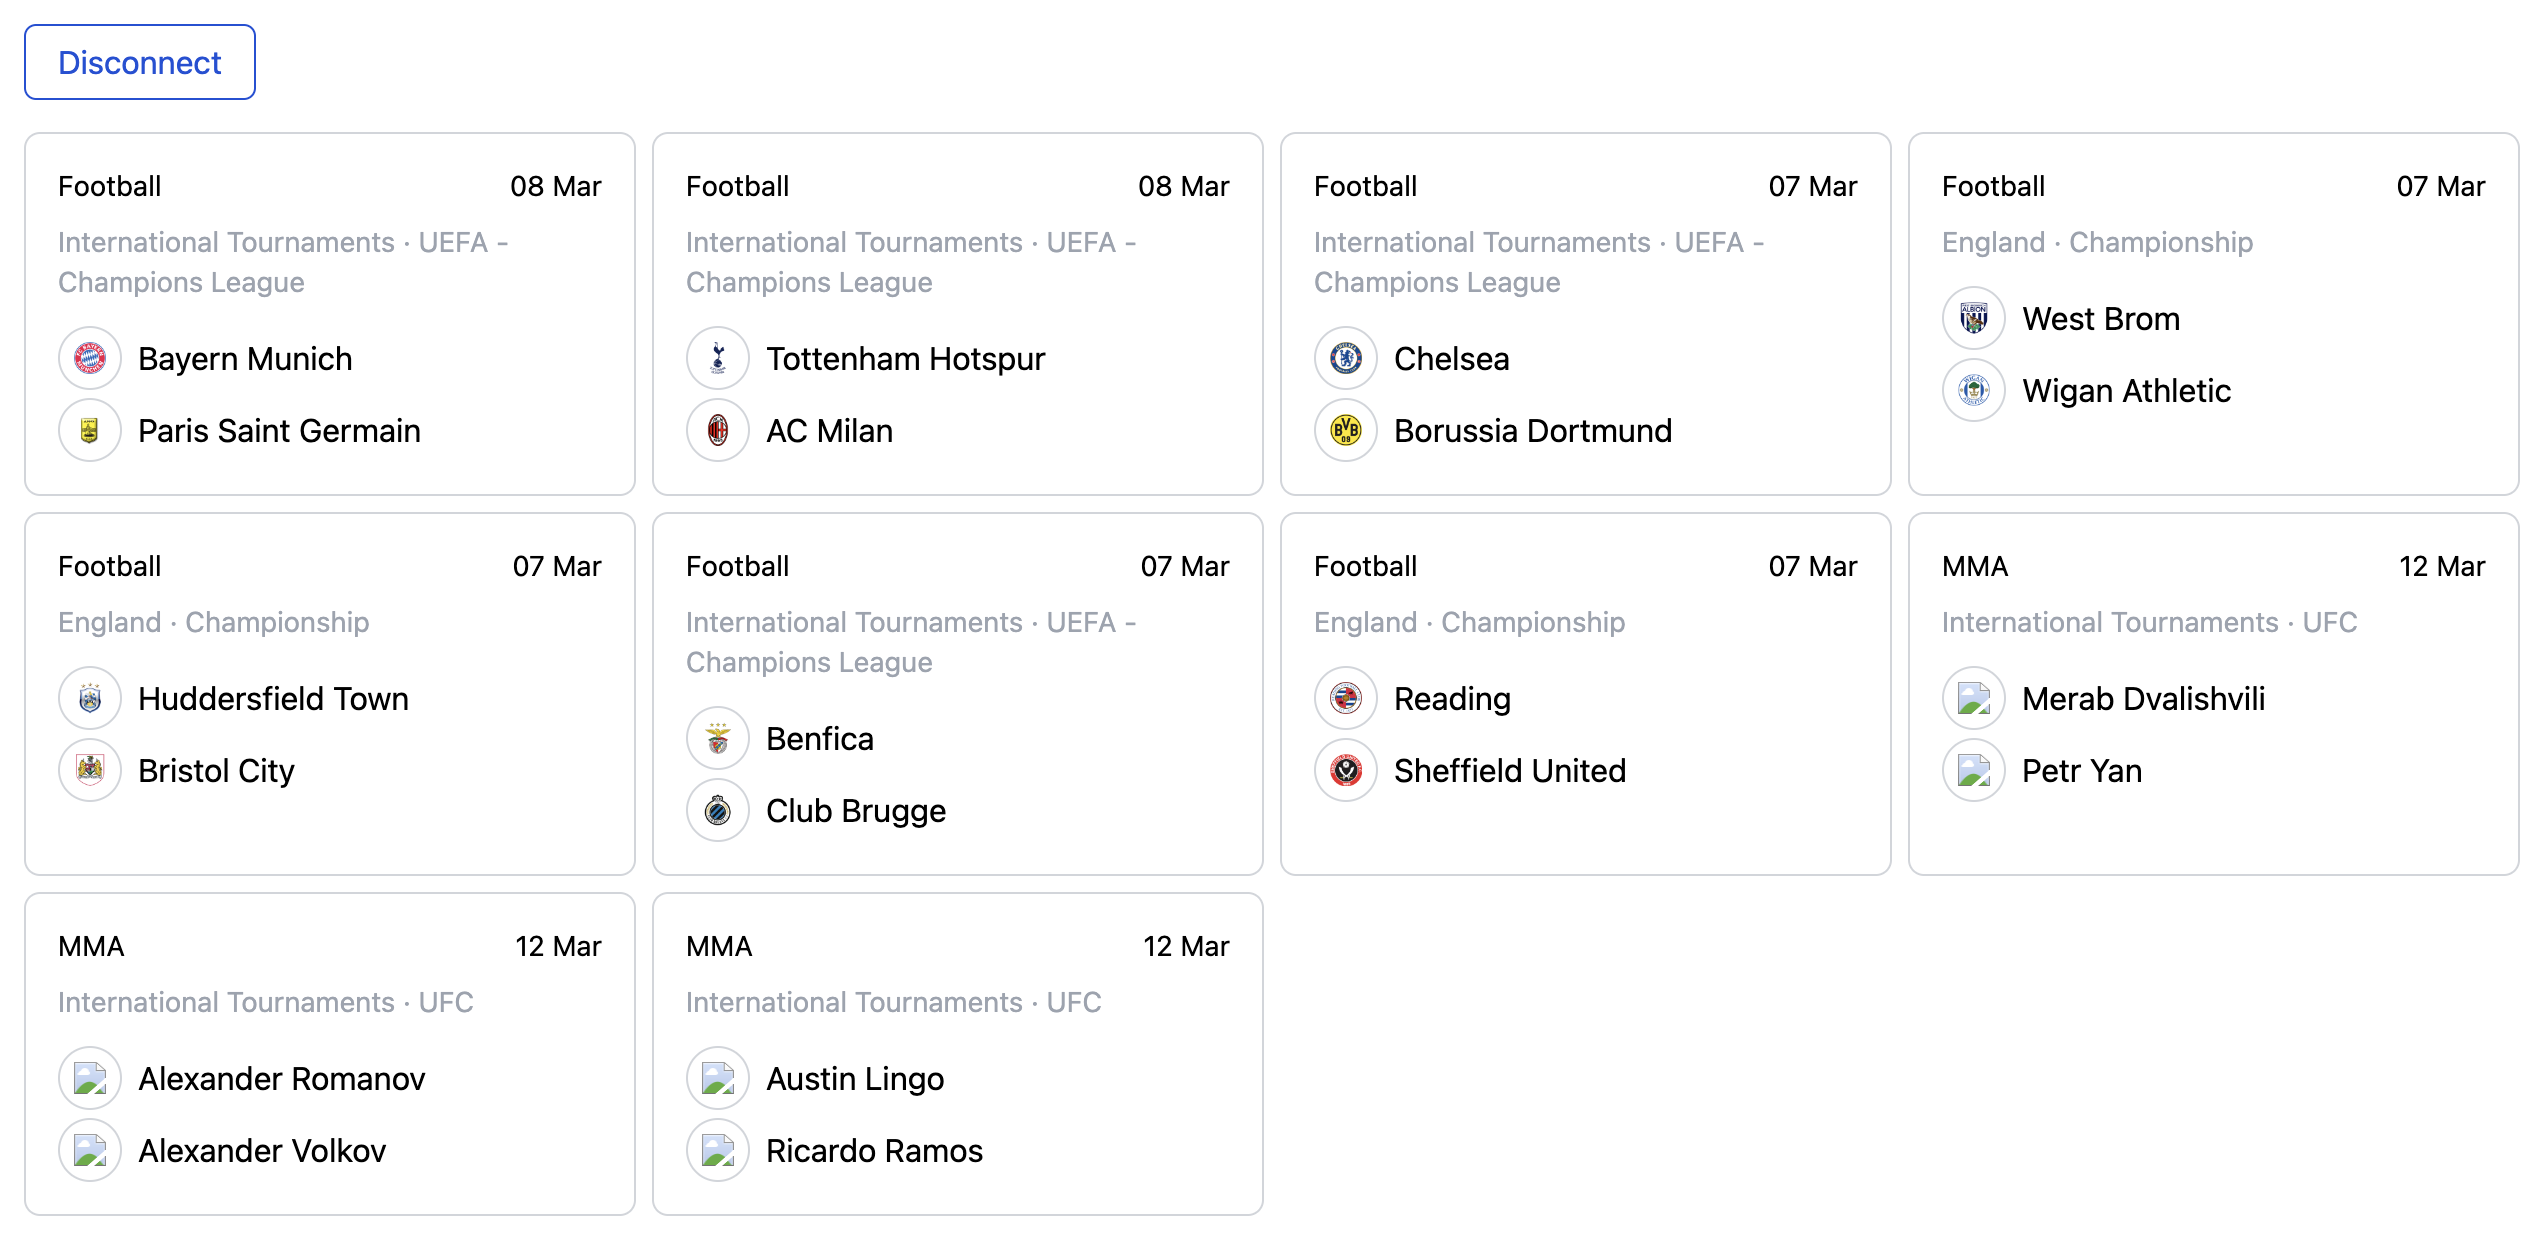 Disconnect
Football 08 Mar
International Tournaments · UEFA -
Champions League
Bayern Munich
Paris Saint Germain
Football 08 Mar
International Tournaments · UEFA -
Champions League
Tottenham Hotspur
AC Milan
Football 07 Mar
International Tournaments · UEFA -
Champions League
Chelsea
Borussia Dortmund
BVB
09
Football 07 Mar
England · Championship
West Brom
ALBION
Wigan Athletic
Football 07 Mar
England · Championship
Huddersfield Town
Bristol City
Football 07 Mar
International Tournaments · UEFA -
Champions League
Benfica
Club Brugge
Football 07 Mar
England · Championship
Reading
Sheffield United
MMA 12 Mar
International Tournaments · UFC
Merab Dvalishvili
Petr Yan
MMA 12 Mar
International Tournaments · UFC
Alexander Romanov
Alexander Volkov
MMA 12 Mar
International Tournaments · UFC
Austin Lingo
Ricardo Ramos